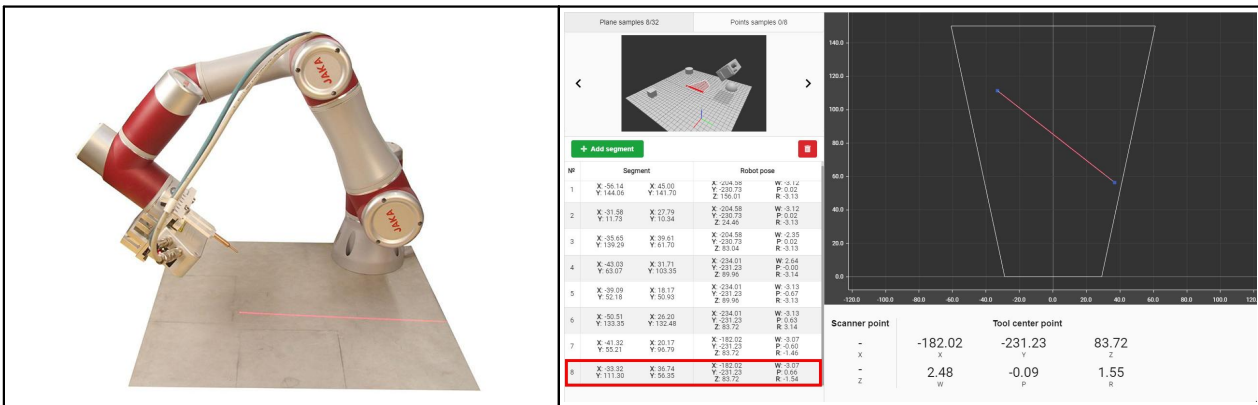 JAKA
JAKA
Plane samples 8/32
Points samples 0/8
+ Add segment
№ Segment Robot pose
1 X: -56.14 X: 45.00 X: -204.58 W: -3.12
Y: 144.06 Y: 141.70 Y: -230.73 P: 0.02
Z: 156.01 R: -3.13
2 X: -31.58 X: 27.79 X: -204.58 W: -3.12
Y: 11.73 Y: 10.34 Y: -230.73 P: 0.02
Z: 24.46 R: -3.13
3 X: -35.65 X: 39.61 X: -204.58 W: -2.35
Y: 139.29 Y: 61.70 Y: -230.73 P: 0.02
Z: 83.04 R: -3.13
4 X: -43.03 X: 31.71 X: -234.01 W: 2.64
Y: 63.07 Y: 103.35 Y: -231.23 P: -0.00
Z: 89.96 R: -3.14
5 X: -39.09 X: 18.17 X: -234.01 W: -3.13
Y: 52.18 Y: 50.93 Y: -231.23 P: -0.67
Z: 89.96 R: -3.13
6 X: -50.51 X: 26.20 X: -234.01 W: -3.13
Y: 133.35 Y: 132.48 Y: -231.23 P: 0.63
Z: 83.72 R: 3.14
7 X: -41.32 X: 20.17 X: -182.02 W: -3.07
Y: 55.21 Y: 96.79 Y: -231.23 P: -0.60
Z: 83.72 R: -1.46
8 X: -33.32 X: 36.74 X: -182.02 W: -3.07
Y: 111.30 Y: 56.35 Y: -231.23 P: 0.66
Z: 83.72 R: -1.54
140.0
120.0
100.0
80.0
60.0
40.0
20.0
0.0
-120.0 -100.0 -80.0 -60.0 -40.0 -20.0 0.0 20.0 40.0 60.0 80.0 100.0 120.
Scanner point Tool center point
- -182.02 -231.23 83.72
X X Y Z
- 2.48 -0.09 1.55
Z W P R